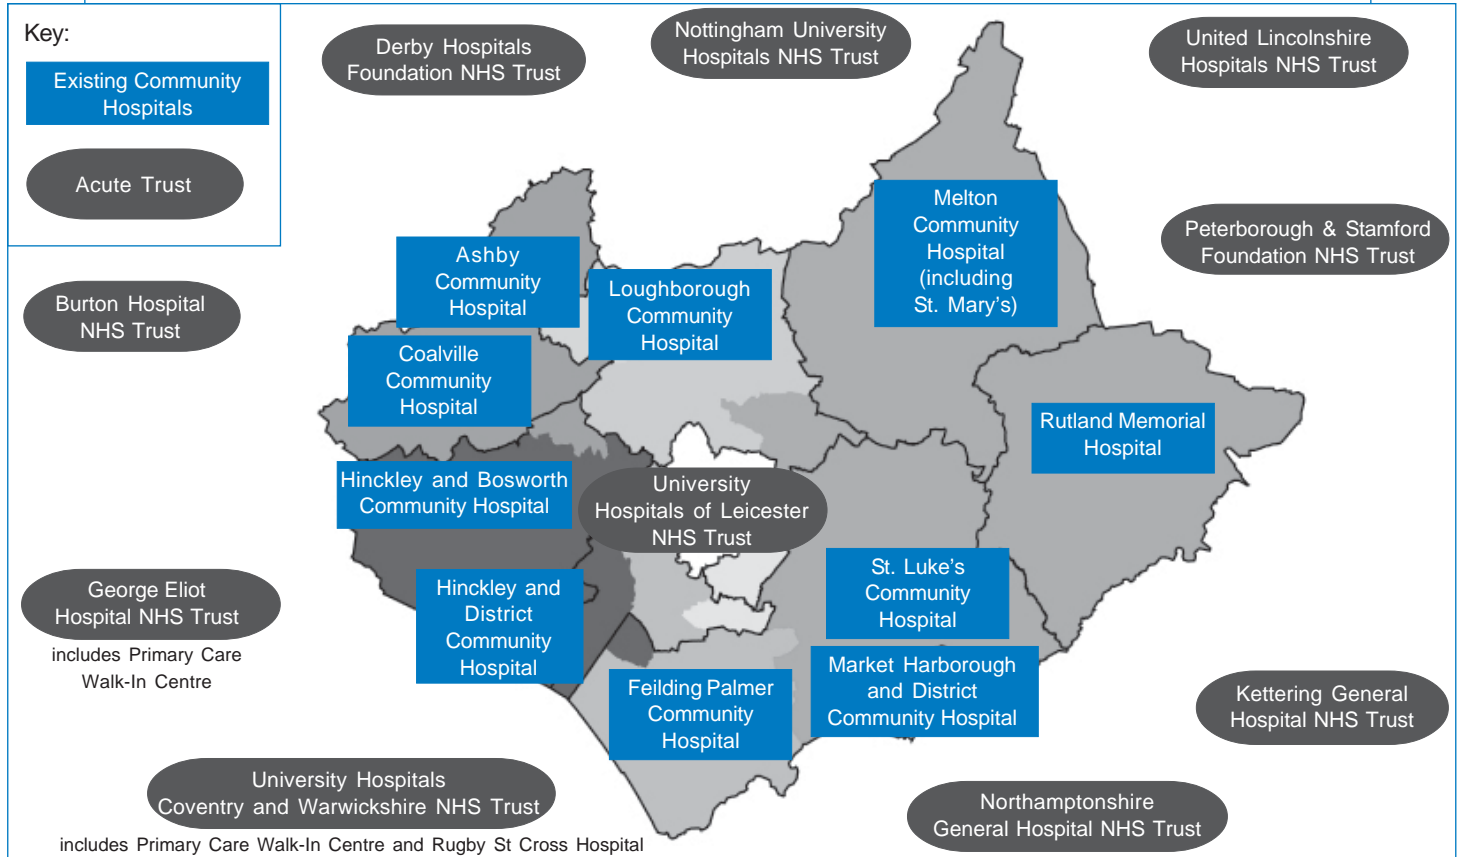 Key:
Existing Community
Hospitals
Acute Trust
Derby Hospitals
Foundation NHS Trust
Nottingham University
Hospitals NHS Trust
United Lincolnshire
Hospitals NHS Trust
Melton
Community
Hospital
(including
St. Mary's)
Peterborough & Stamford
Foundation NHS Trust
Ashby
Community
Hospital
Loughborough
Community
Hospital
Burton Hospital
NHS Trust
Coalville
Community
Hospital
Rutland Memorial
Hospital
Hinckley and Bosworth
Community Hospital
University
Hospitals of Leicester
NHS Trust
St. Luke's
Community
Hospital
George Eliot
Hospital NHS Trust
includes Primary Care
Walk-In Centre
Hinckley and
District
Community
Hospital
Feilding Palmer
Community
Hospital
Market Harborough
and District
Community Hospital
Kettering General
Hospital NHS Trust
University Hospitals
Coventry and Warwickshire NHS Trust
includes Primary Care Walk-In Centre and Rugby St Cross Hospital
Northamptonshire
General Hospital NHS Trust